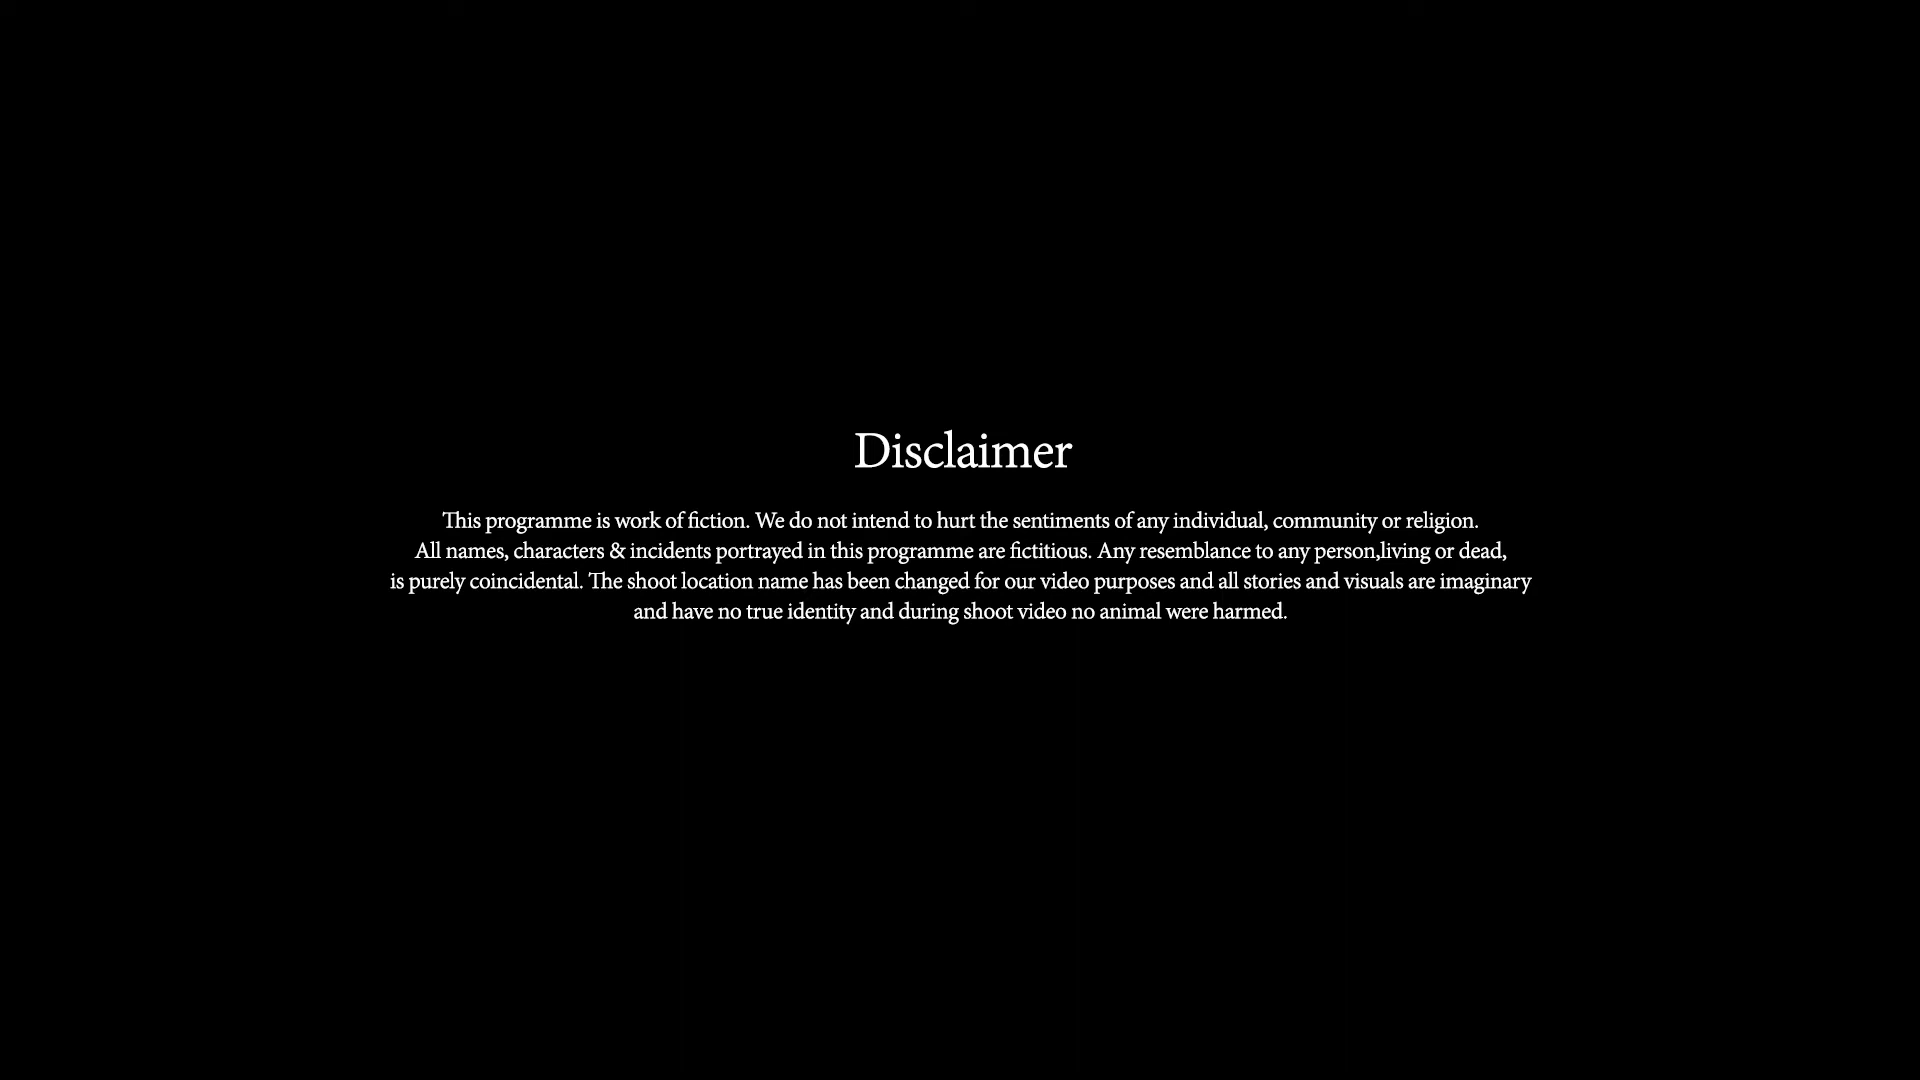 Disclaimer
This programme is work of fiction. We do not intend to hurt the sentiments of any individual, community or religion.
All names, characters & incidents portrayed in this programme are fictitious. Any resemblance to any person,living or dead,
is purely coincidental. The shoot location name has been changed for our video purposes and all stories and visuals are imaginary
and have no true identity and during shoot video no animal were harmed.